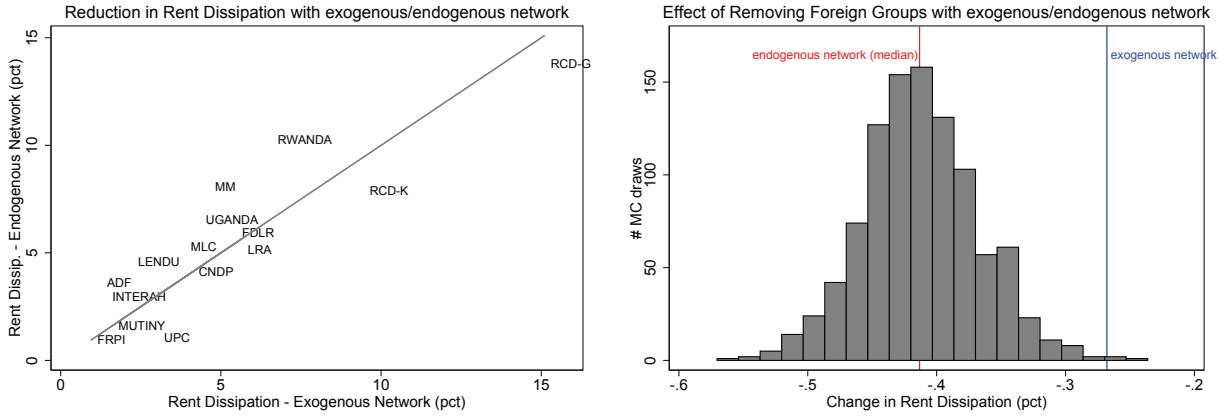 Reduction in Rent Dissipation with exogenous/endogenous network
Rent Dissip. - Endogenous Network (pct)
15
10
5
0
RCD-G
RWANDA
MM
RCD-K
UGANDA
FDLR
MLC
LRA
LENDU
CNDP
ADF
INTERAH
MUTINY
FRPI
UPC
0 5 10 15
Rent Dissipation - Exogenous Network (pct)
Effect of Removing Foreign Groups with exogenous/endogenous network
endogenous network (median)
exogenous network
# MC draws
150
100
50
0
-.6 -.5 -.4 -.3 -.2
Change in Rent Dissipation (pct)